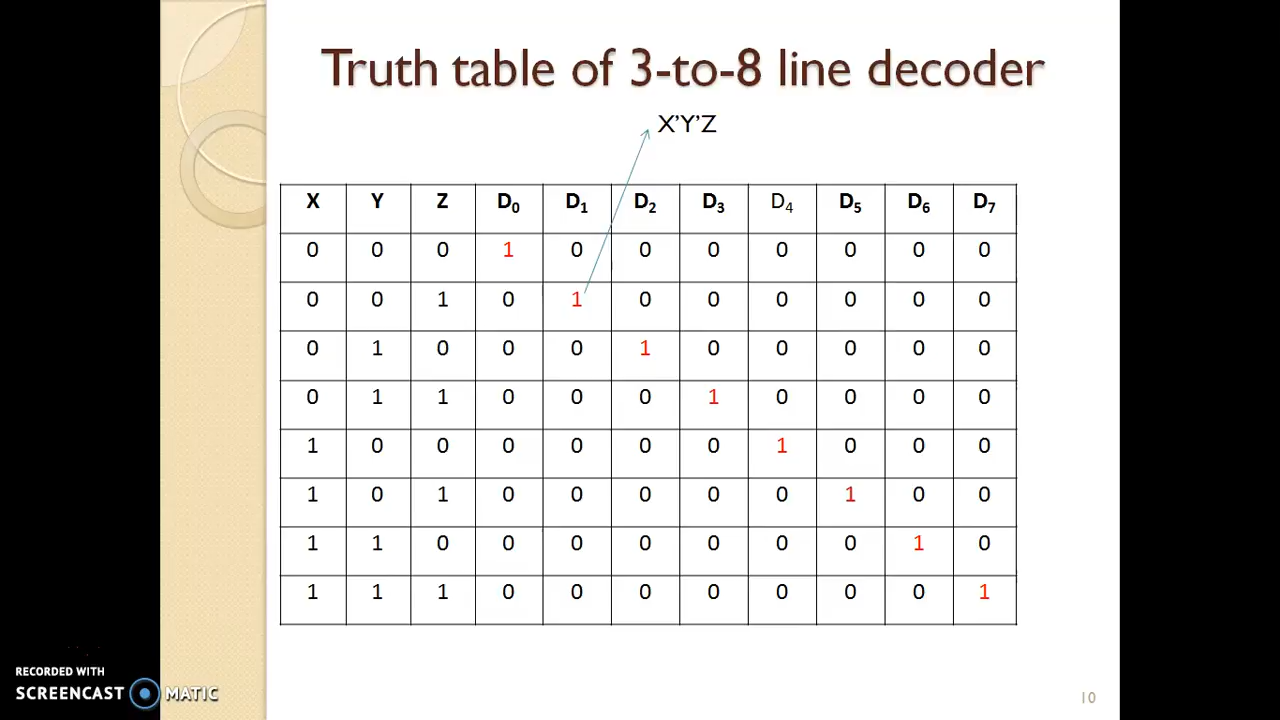 Truth table of 3-to-8 line decoder
X'Y'Z
X Y Z D0 D1 D2 D3 D4 D5 D6 D7
0 0 0 1 0 0 0 0 0 0 0
0 0 1 0 1 0 0 0 0 0 0
0 1 0 0 0 1 0 0 0 0 0
0 1 1 0 0 0 1 0 0 0 0
1 0 0 0 0 0 0 1 0 0 0
1 0 1 0 0 0 0 0 1 0 0
1 1 0 0 0 0 0 0 0 1 0
1 1 1 0 0 0 0 0 0 0 1
RECORDED WITH
SCREENCAST MATIC
10